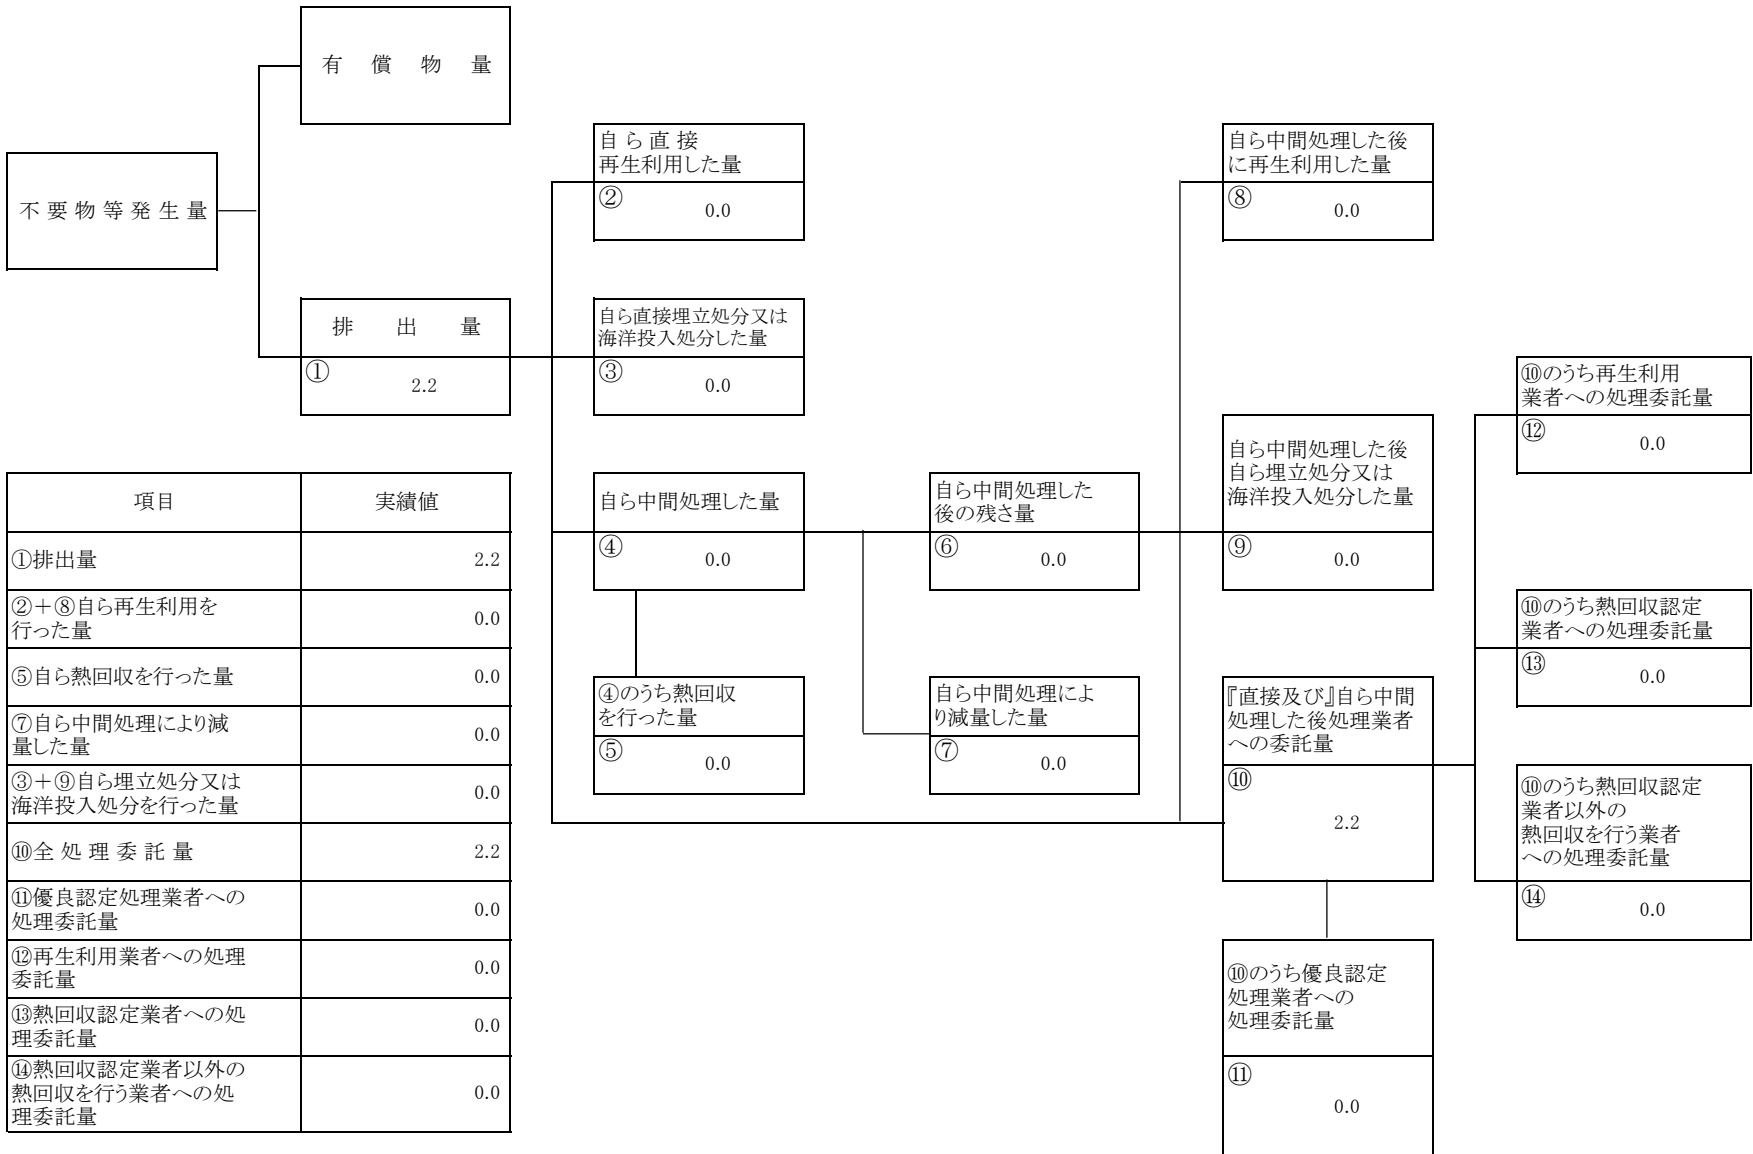 有 償 物 量
不 要 物 等 発 生 量
排 出 量
①
2.2
自 ら 直 接
再生利用した量
②
0.0
自ら直接埋立処分又は
海洋投入処分した量
③
0.0
自ら中間処理した量
④
0.0
④のうち熱回収
を行った量
⑤
0.0
自ら中間処理した
後の残さ量
⑥
0.0
自ら中間処理によ
り減量した量
⑦
0.0
自ら中間処理した後
に再生利用した量
⑧
0.0
自ら中間処理した後
自ら埋立処分又は
海洋投入処分した量
⑨
0.0
『直接及び』自ら中間
処理した後処理業者
への委託量
⑩
2.2
⑩のうち優良認定
処理業者への
処理委託量
⑪
0.0
⑩のうち再生利用
業者への処理委託量
⑫
0.0
⑩のうち熱回収認定
業者への処理委託量
⑬
0.0
⑩のうち熱回収認定
業者以外の
熱回収を行う業者
への処理委託量
⑭
0.0
項目 実績値
①排出量 2.2
②＋⑧自ら再生利用を
行った量
0.0
⑤自ら熱回収を行った量 0.0
⑦自ら中間処理により減
量した量
0.0
③＋⑨自ら埋立処分又は
海洋投入処分を行った量
0.0
⑩全 処 理 委 託 量 2.2
⑪優良認定処理業者への
処理委託量
0.0
⑫再生利用業者への処理
委託量
0.0
⑬熱回収認定業者への処
理委託量
0.0
⑭熱回収認定業者以外の
熱回収を行う業者への処
理委託量
0.0